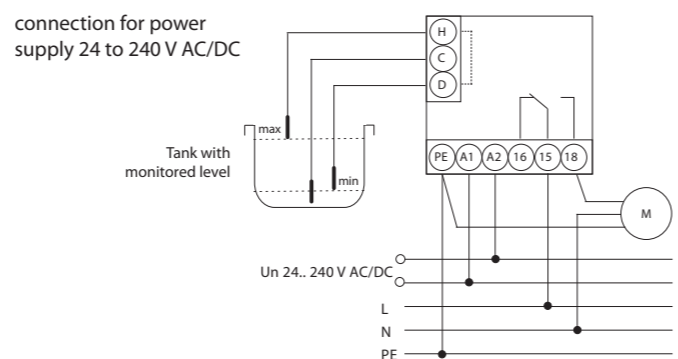 connection for power
supply 24 to 240 V AC/DC
H
C
D
max
Tank with
monitored level
min
PE A1 A2 16 15 18
M
Un 24.. 240 V AC/DC
L
N
PE